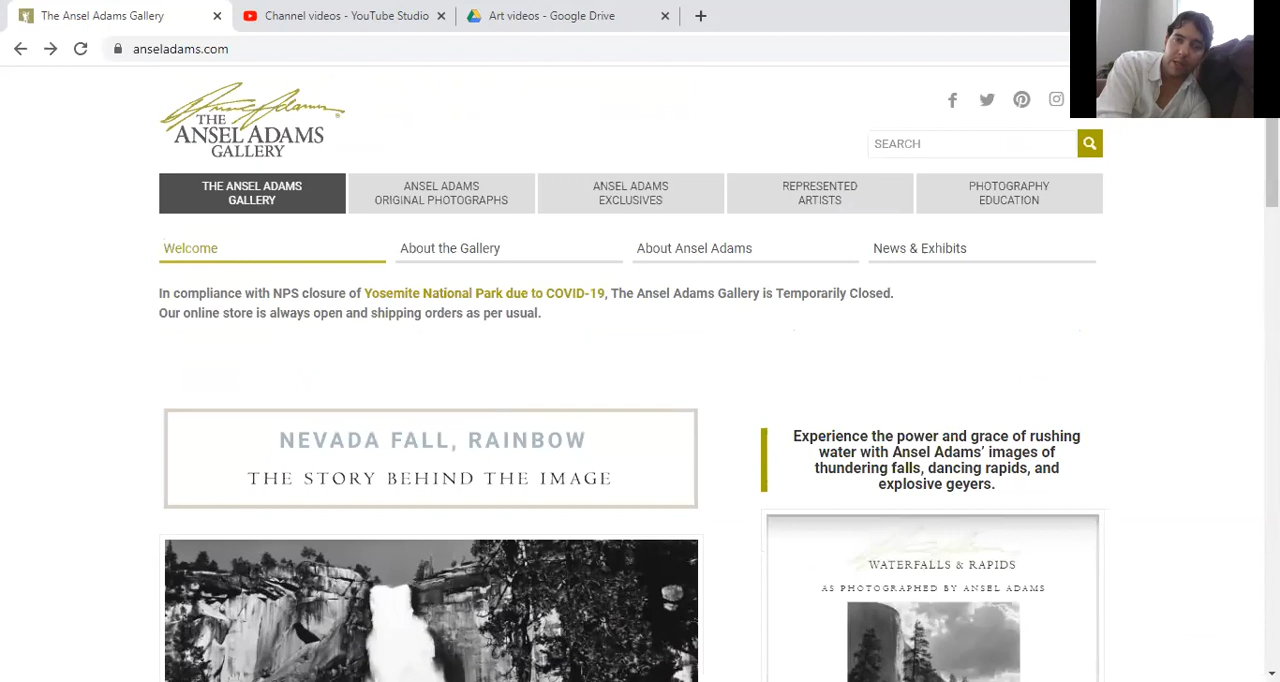 The Ansel Adams Gallery
Channel videos - YouTube Studio
Art videos - Google Drive
anseladams.com
THE
ANSEL ADAMS
GALLERY
SEARCH
THE ANSEL ADAMS
GALLERY
ANSEL ADAMS
ORIGINAL PHOTOGRAPHS
ANSEL ADAMS
EXCLUSIVES
REPRESENTED
ARTISTS
PHOTOGRAPHY
EDUCATION
Welcome
About the Gallery
About Ansel Adams
News & Exhibits
In compliance with NPS closure of Yosemite National Park due to COVID-19, The Ansel Adams Gallery is Temporarily Closed.
Our online store is always open and shipping orders as per usual.
NEVADA FALL, RAINBOW
THE STORY BEHIND THE IMAGE
Experience the power and grace of rushing
water with Ansel Adams' images of
thundering falls, dancing rapids, and
explosive geyers.
WATERFALLS & RAPIDS
AS PHOTOGRAPHED BY ANSEL ADAMS